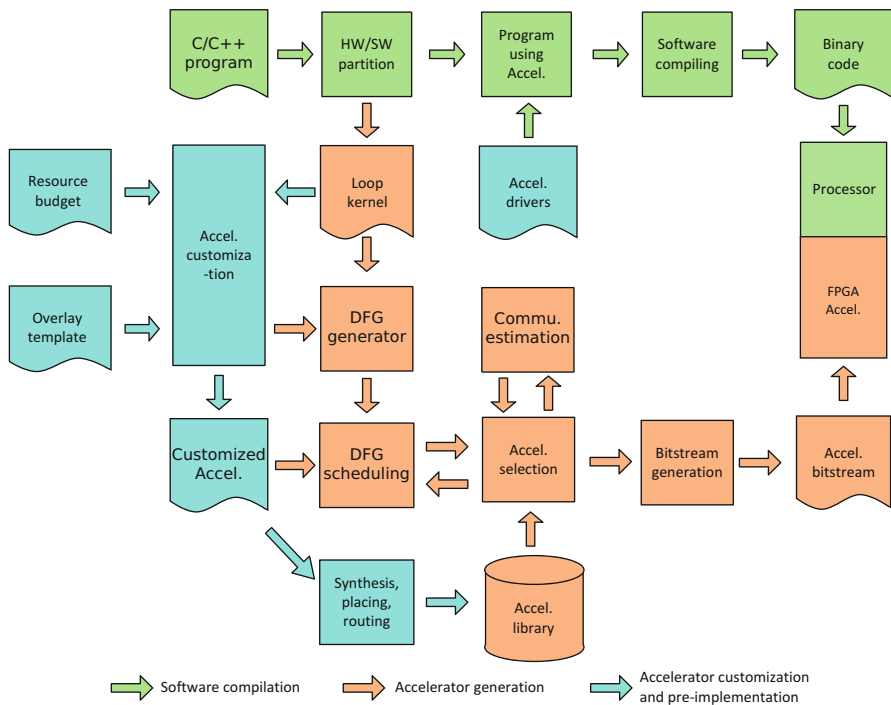 C/C++
program
HW/SW
partition
Program
using
Accel.
Software
compiling
Binary
code
Resource
budget
Accel.
customiza
-tion
Loop
kernel
Accel.
drivers
Processor
Overlay
template
DFG
generator
Commu.
estimation
FPGA
Accel.
Customized
Accel.
DFG
scheduling
Accel.
selection
Bitstream
generation
Accel.
bitstream
Synthesis,
placing,
routing
Accel.
library
Software compilation
Accelerator generation
Accelerator customization
and pre-implementation